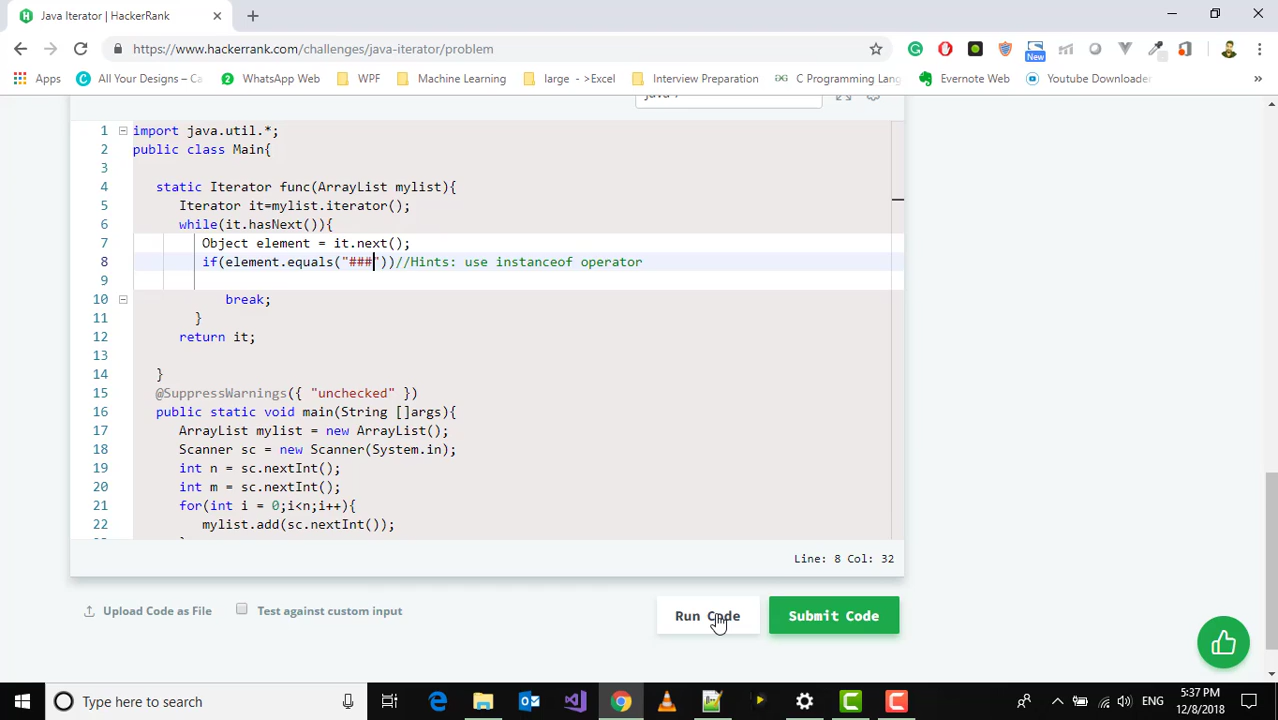 Java Iterator | HackerRank
https://www.hackerrank.com/challenges/java-iterator/problem
New
Apps
All Your Designs – Ca
WhatsApp Web
WPF
Machine Learning
large ->Excel
Interview Preparation
C Programming Lang
Evernote Web
Youtube Downloader
1 import java.util.*;
2 public class Main{
3
4 static Iterator func(ArrayList mylist){
5 Iterator it=mylist.iterator();
6 while(it.hasNext()){
7 Object element = it.next();
8 if(element.equals("###"))//Hints: use instanceof operator
9
10 break;
11 }
12 return it;
13
14 }
15 @SuppressWarnings({ "unchecked" })
16 public static void main(String []args){
17 ArrayList mylist = new ArrayList();
18 Scanner sc = new Scanner(System.in);
19 int n = sc.nextInt();
20 int m = sc.nextInt();
21 for(int i = 0;i<n;i++){
22 mylist.add(sc.nextInt());
Line: 8 Col: 32
Upload Code as File
Test against custom input
Run Code
Submit Code
Type here to search
ENG
5:37 PM
12/8/2018